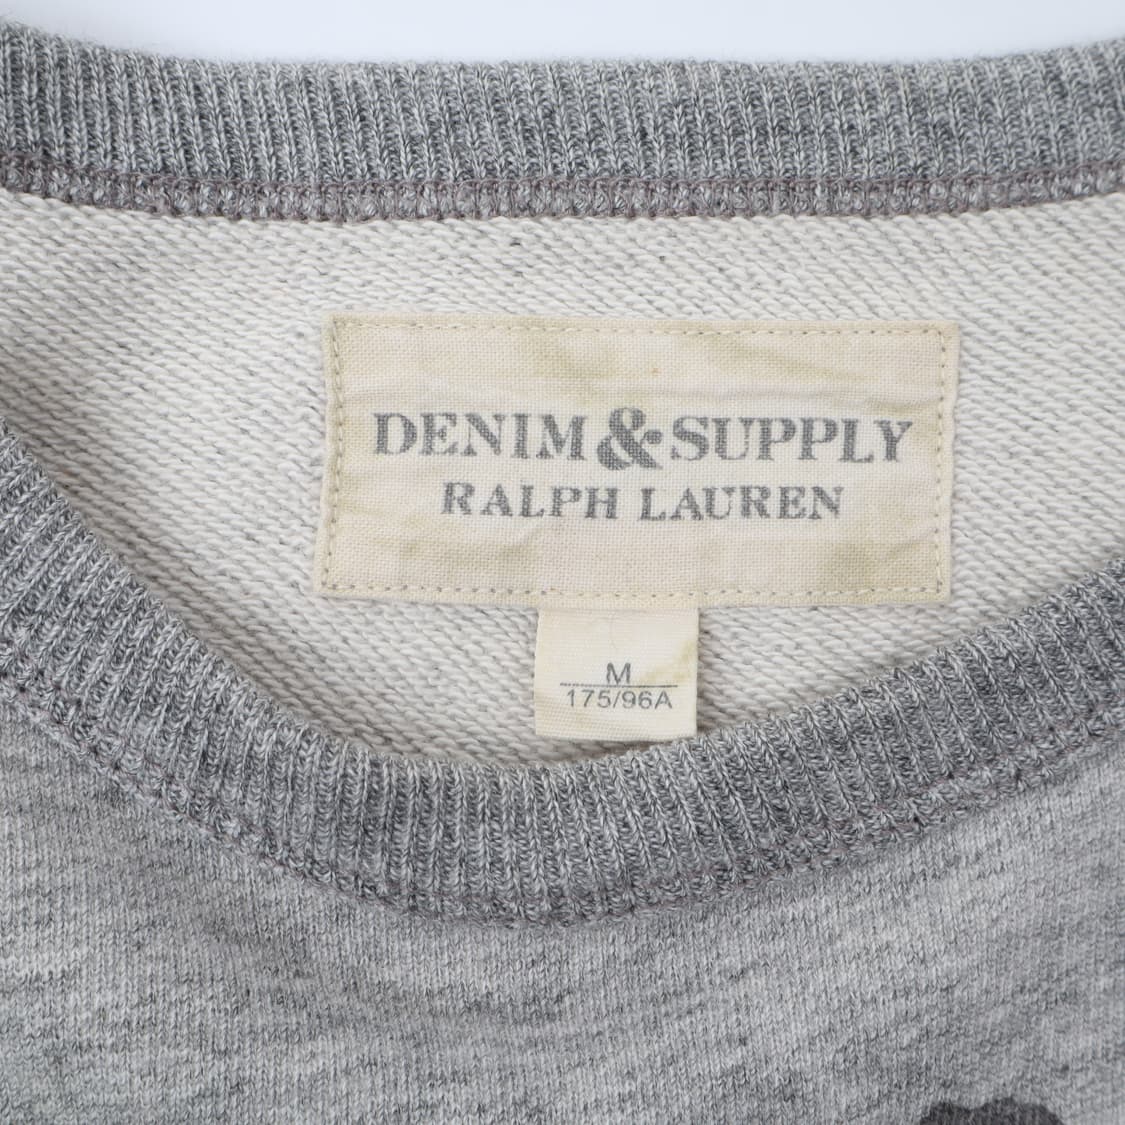 DENIM & SUPPLY
RALPH LAUREN
M
175/96A